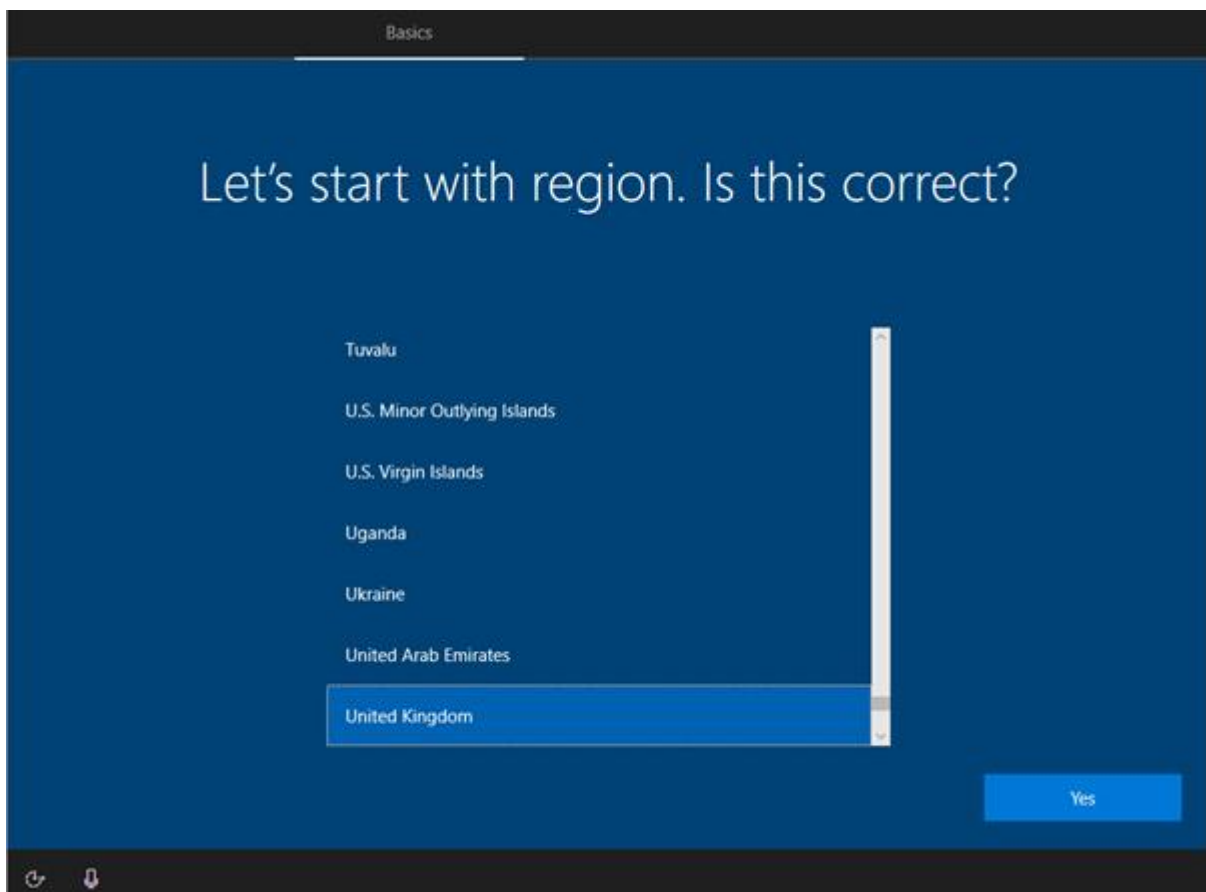 Basics
Let's start with region. Is this correct?
Tuvalu
U.S. Minor Outlying Islands
U.S. Virgin Islands
Uganda
Ukraine
United Arab Emirates
United Kingdom
Yes